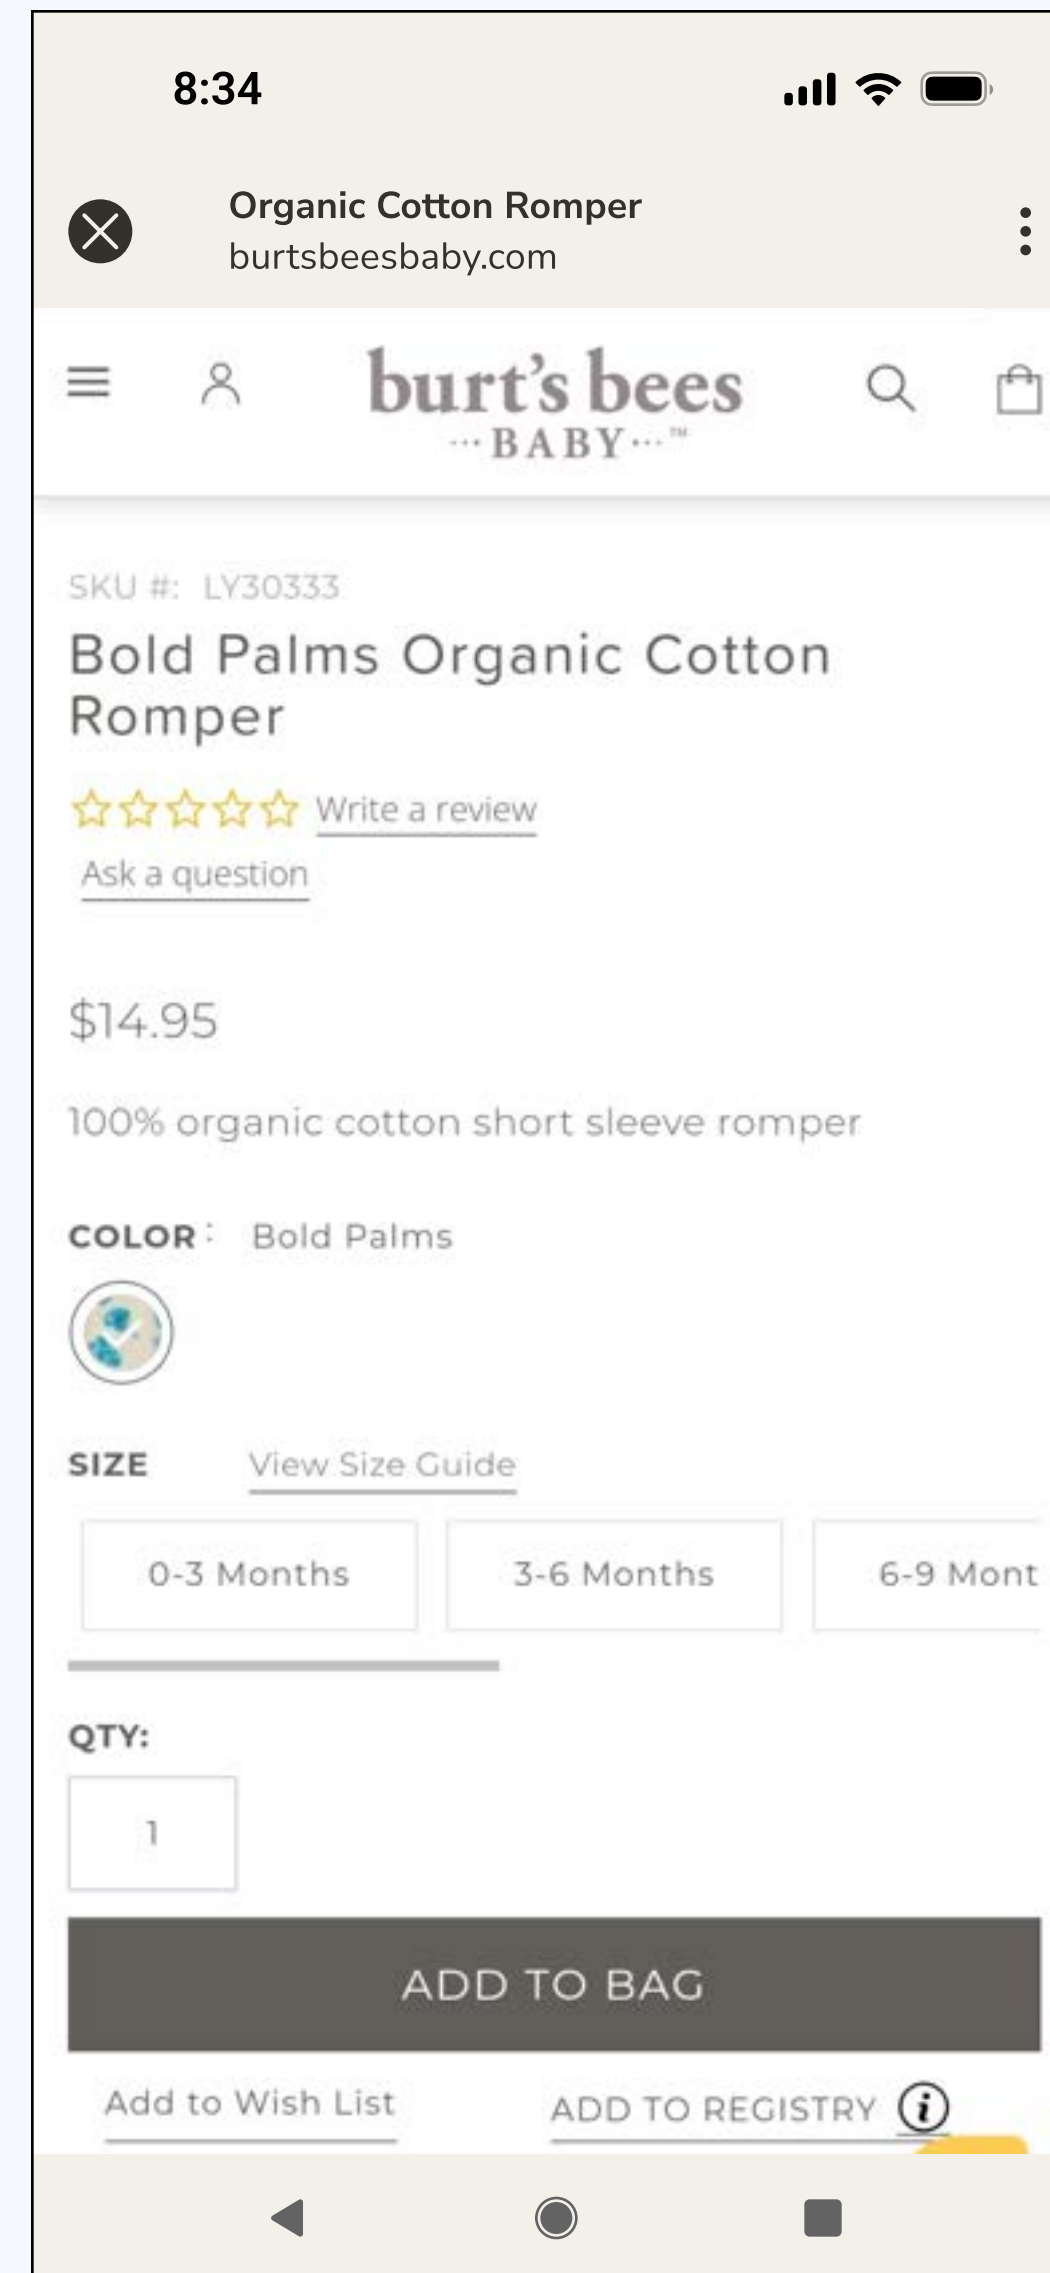 8:34
Organic Cotton Romper
burtsbeesbaby.com
burt's bees
BABY™
SKU #: LY30333
Bold Palms Organic Cotton
Romper
Write a review
Ask a question
$14.95
100% organic cotton short sleeve romper
COLOR: Bold Palms
SIZE View Size Guide
0-3 Months 3-6 Months 6-9 Mont
QTY:
1
ADD TO BAG
Add to Wish List ADD TO REGISTRY i